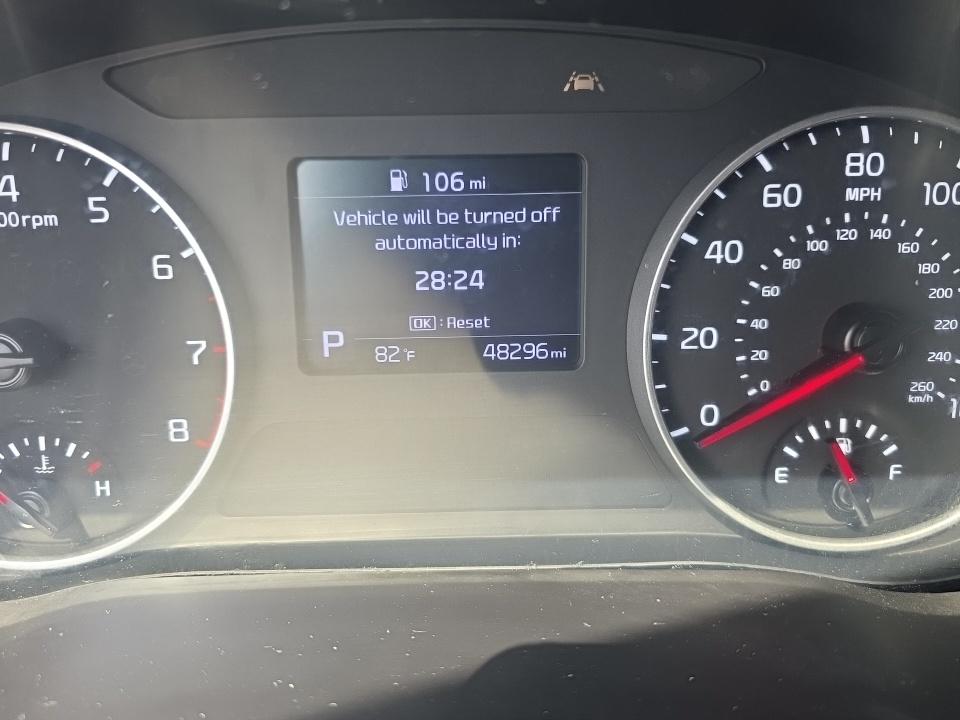 106 mi
Vehicle will be turned off
automatically in:
28:24
OK : Reset
P
82°F
48296 mi
4
5
6
7
8
00rpm
H
0
20
40
60
80
MPH
100
0
20
40
60
80
100
120
140
160
180
200
220
240
260
km/h
E
F